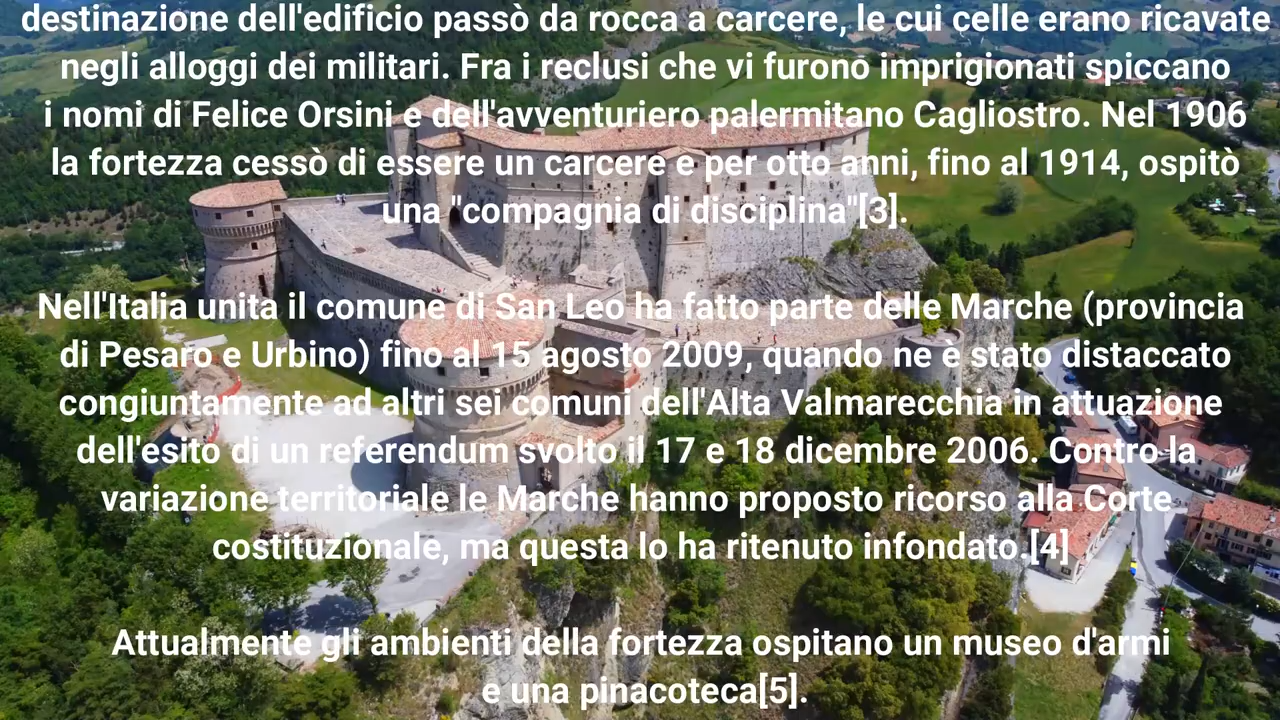 destinazione dell'edificio passò da rocca a carcere, le cui celle erano ricavate
negli alloggi dei militari. Fra i reclusi che vi furono imprigionati spiccano
i nomi di Felice Orsini e dell'avventuriero palermitano Cagliostro. Nel 1906
la fortezza cessò di essere un carcere e per otto anni, fino al 1914, ospitò
una "compagnia di disciplina"[3].
Nell'Italia unita il comune di San Leo ha fatto parte delle Marche (provincia
di Pesaro e Urbino) fino al 15 agosto 2009, quando ne è stato distaccato
congiuntamente ad altri sei comuni dell'Alta Valmarecchia in attuazione
dell'esito di un referendum svolto il 17 e 18 dicembre 2006. Contro la
variazione territoriale le Marche hanno proposto ricorso alla Corte
costituzionale, ma questa lo ha ritenuto infondato.[4]
Attualmente gli ambienti della fortezza ospitano un museo d'armi
e una pinacoteca[5].